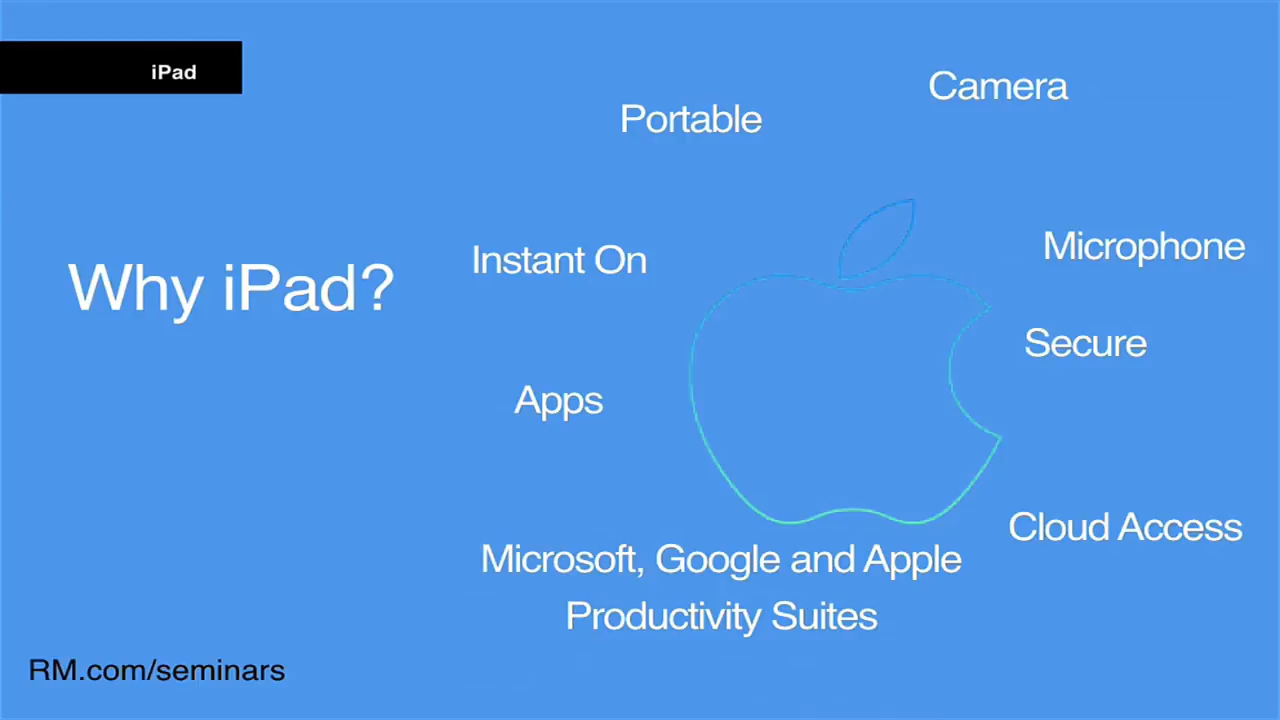 iPad
Camera
Portable
Microphone
Instant On
Why iPad?
Secure
Apps
Cloud Access
Microsoft, Google and Apple
Productivity Suites
RM.com/seminars